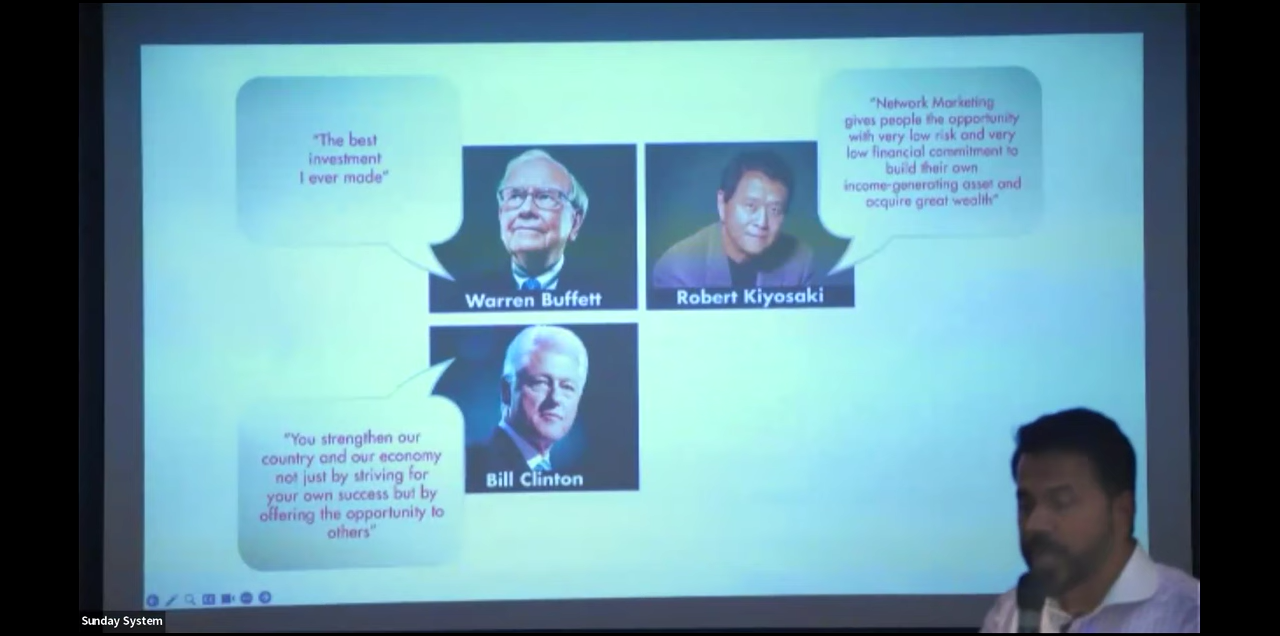 "The best
investment
I ever made"
Warren Buffett
"Network Marketing
gives people the opportunity
with very low risk and very
low financial commitment to
build their own
income-generating asset and
acquire great wealth"
Robert Kiyosaki
"You strengthen our
country and our economy
not just by striving for
your own success but by
offering the opportunity to
others"
Bill Clinton
Sunday System